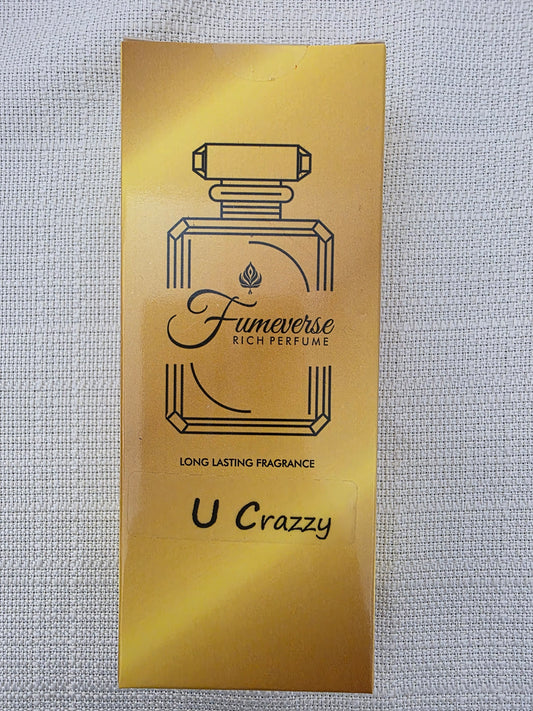 Fumeverse
RICH PERFUME
LONG LASTING FRAGRANCE
U Crazzy